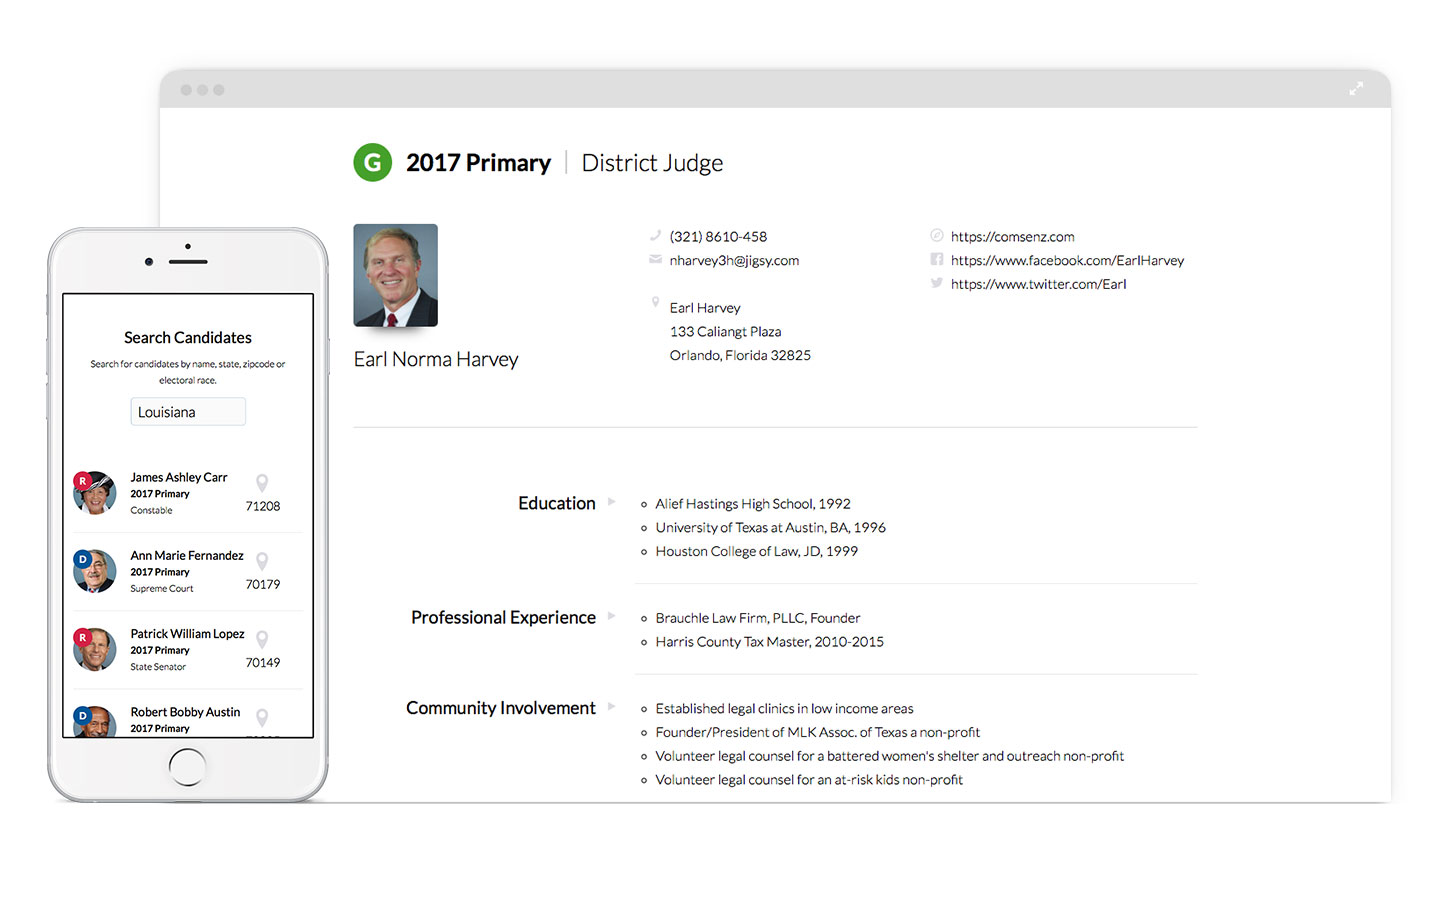 G 2017 Primary | District Judge
Earl Norma Harvey
(321) 8610-458
nharvey3h@jigsy.com
Earl Harvey
133 Caliangt Plaza
Orlando, Florida 32825
https://comsenz.com
https://www.facebook.com/EarlHarvey
https://www.twitter.com/Earl
Education
Alief Hastings High School, 1992
University of Texas at Austin, BA, 1996
Houston College of Law, JD, 1999
Professional Experience
Brauchle Law Firm, PLLC, Founder
Harris County Tax Master, 2010-2015
Community Involvement
Established legal clinics in low income areas
Founder/President of MLK Assoc. of Texas a non-profit
Volunteer legal counsel for a battered women's shelter and outreach non-profit
Volunteer legal counsel for an at-risk kids non-profit
Search Candidates
Search for candidates by name, state, zipcode or
electoral race.
Louisiana
R
James Ashley Carr
2017 Primary
Constable
71208
D
Ann Marie Fernandez
2017 Primary
Supreme Court
70179
R
Patrick William Lopez
2017 Primary
State Senator
70149
D
Robert Bobby Austin
2017 Primary